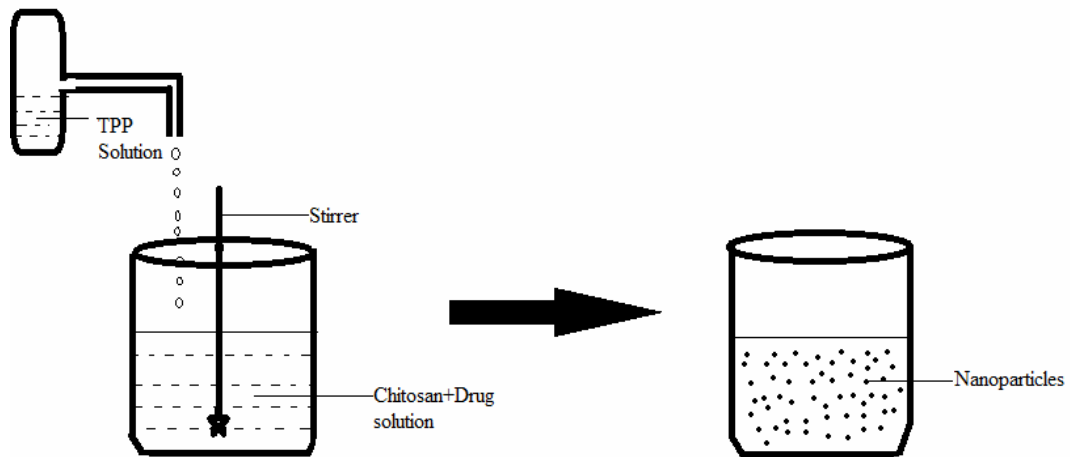 TPP
Solution
Stirrer
Chitosan+Drug
solution
Nanoparticles